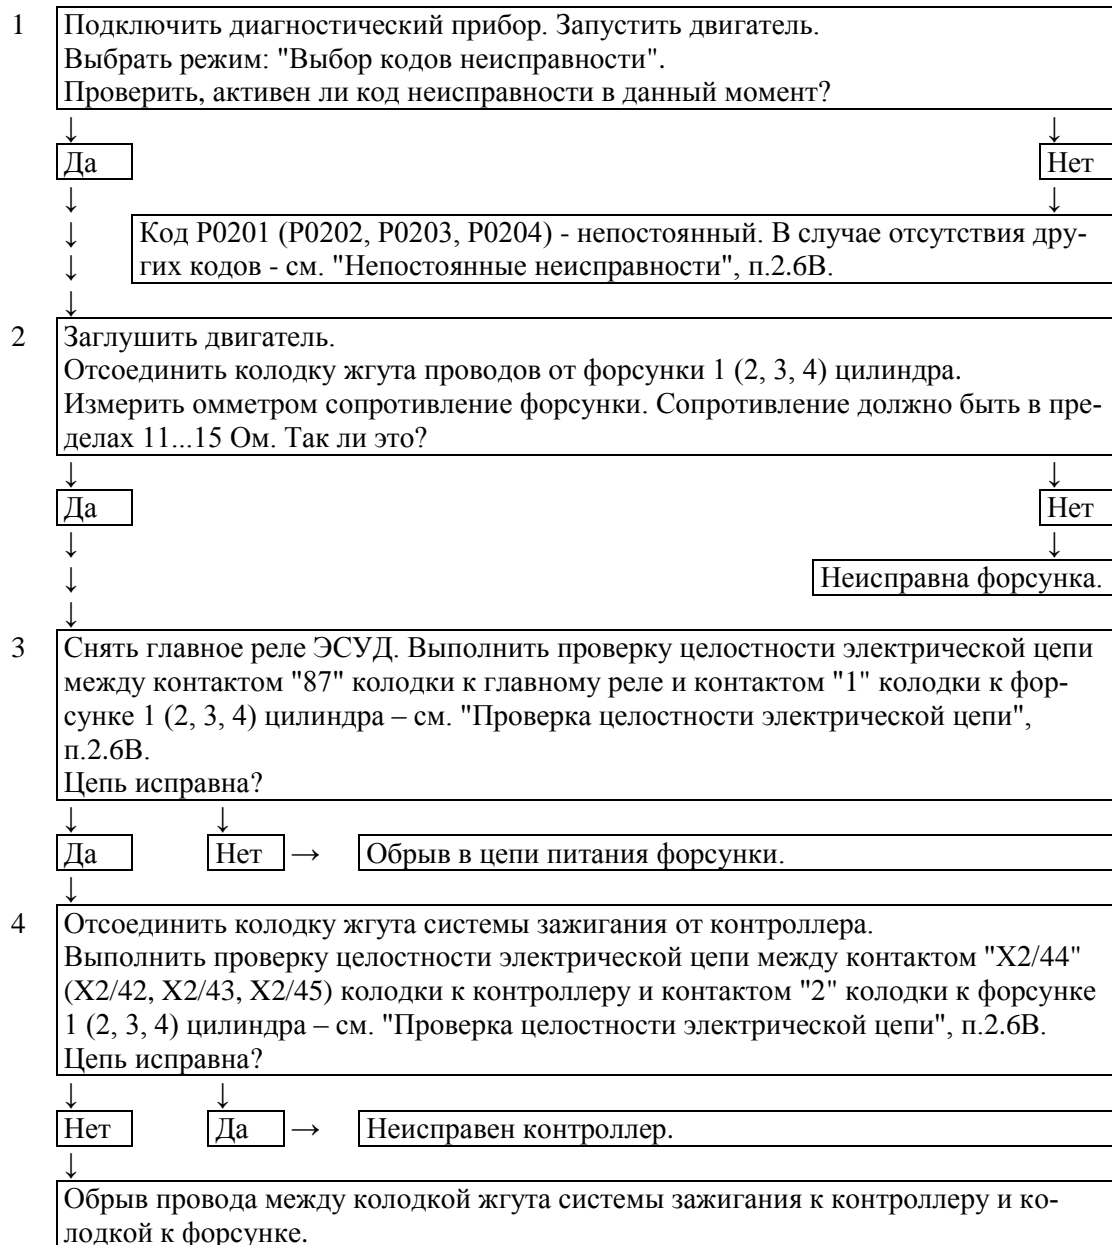 1 Подключить диагностический прибор. Запустить двигатель.
Выбрать режим: "Выбор кодов неисправности".
Проверить, активен ли код неисправности в данный момент?
↓ ↓
Да Нет
↓ ↓
↓ Код P0201 (P0202, P0203, P0204) - непостоянный. В случае отсутствия дру-
↓ гих кодов - см. "Непостоянные неисправности", п.2.6В.
↓
2 Заглушить двигатель.
Отсоединить колодку жгута проводов от форсунки 1 (2, 3, 4) цилиндра.
Измерить омметром сопротивление форсунки. Сопротивление должно быть в пре-
делах 11...15 Ом. Так ли это?
↓ ↓
Да Нет
↓ ↓
↓ Неисправна форсунка.
↓
3 Снять главное реле ЭСУД. Выполнить проверку целостности электрической цепи
между контактом "87" колодки к главному реле и контактом "1" колодки к фор-
сунке 1 (2, 3, 4) цилиндра – см. "Проверка целостности электрической цепи",
п.2.6В.
Цепь исправна?
↓ ↓
Да Нет → Обрыв в цепи питания форсунки.
↓
4 Отсоединить колодку жгута системы зажигания от контроллера.
Выполнить проверку целостности электрической цепи между контактом "X2/44"
(X2/42, X2/43, X2/45) колодки к контроллеру и контактом "2" колодки к форсунке
1 (2, 3, 4) цилиндра – см. "Проверка целостности электрической цепи", п.2.6В.
Цепь исправна?
↓ ↓
Нет Да → Неисправен контроллер.
↓
Обрыв провода между колодкой жгута системы зажигания к контроллеру и ко-
лодкой к форсунке.